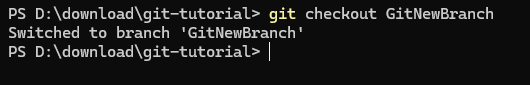 PS D:\download\git-tutorial> git checkout GitNewBranch
Switched to branch 'GitNewBranch'
PS D:\download\git-tutorial>